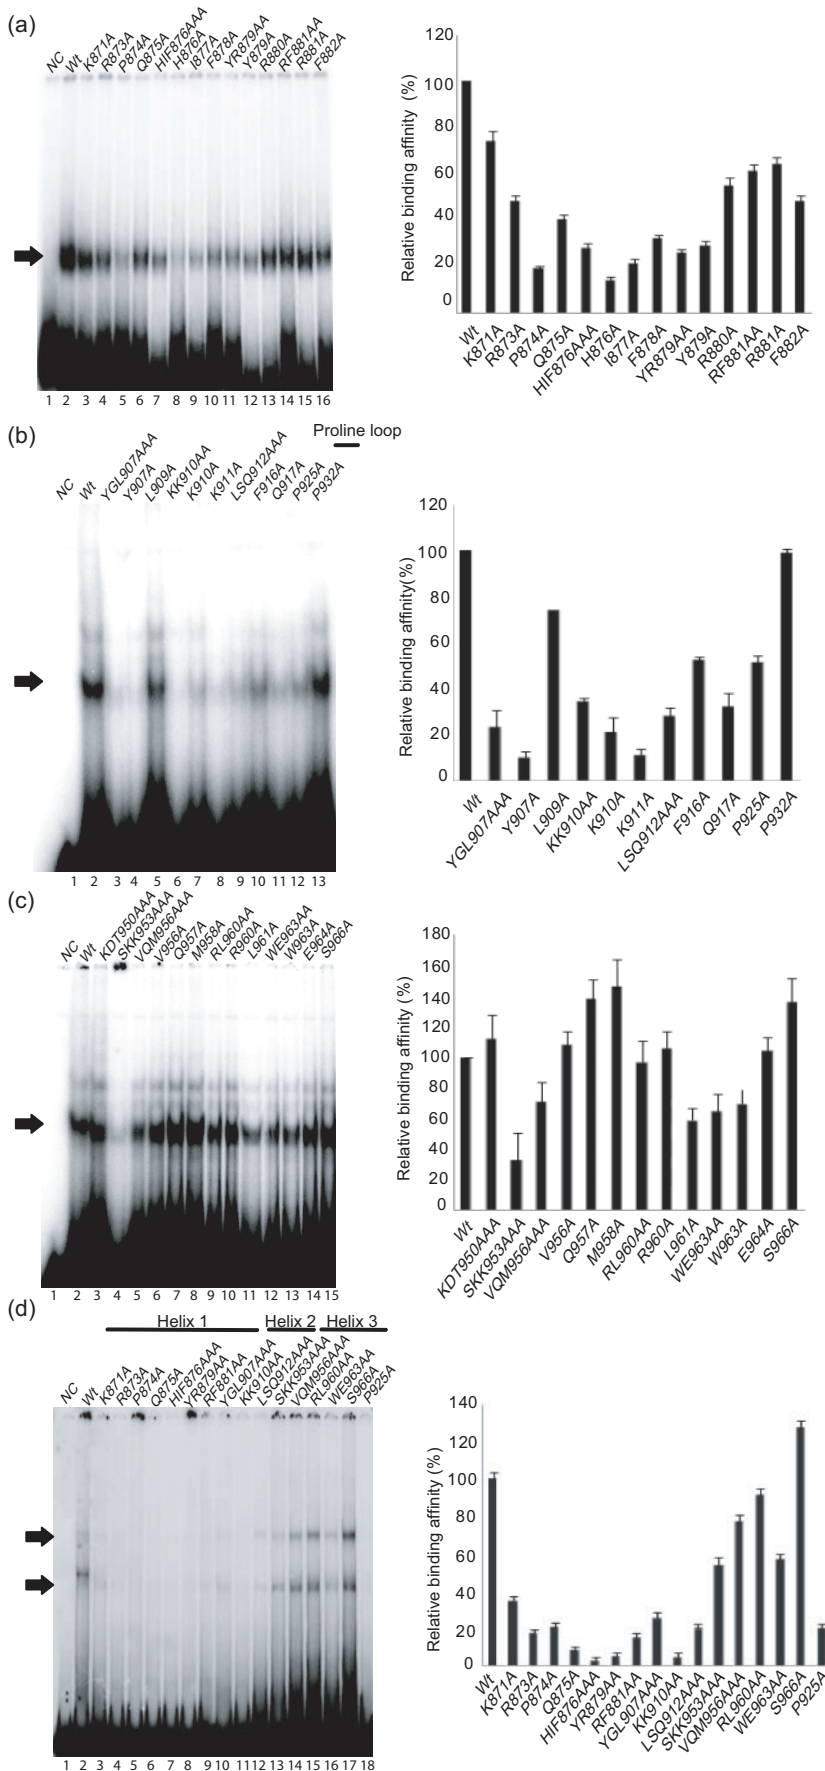 (a)
NC Wt K871A R873A P874A Q875A HIF876AAA H876A I877A F878A YR879AA Y879A R880A RF881AA R881A F882A
1 2 3 4 5 6 7 8 9 10 11 12 13 14 15 16
Relative binding affinity (%)
120
100
80
60
40
20
0
Wt K871A R873A P874A Q875A HIF876AAA H876A I877A F878A YR879AA Y879A R880A RF881AA R881A F882A
(b)
Proline loop
NC Wt YGL907AAA Y907A L909A KK910AA K910A K911A LSQ912AAA F916A Q917A P925A P932A
1 2 3 4 5 6 7 8 9 10 11 12 13
Relative binding affinity(%)
120
100
80
60
40
20
0
Wt YGL907AAA Y907A L909A KK910AA K910A K911A LSQ912AAA F916A Q917A P925A P932A
(c)
NC Wt KDT950AAA SKK953AAA VQM956AAA V956A Q957A M958A RL960AA R960A L961A WE963AA W963A E964A S966A
1 2 3 4 5 6 7 8 9 10 11 12 13 14 15
Relative binding affinity (%)
180
160
140
120
100
80
60
40
20
0
Wt KDT950AAA SKK953AAA VQM956AAA V956A Q957A M958A RL960AA R960A L961A WE963AA W963A E964A S966A
(d)
Helix 1 Helix 2 Helix 3
NC Wt K871A R873A P874A Q875A HIF876AAA YR879AA RF881AA YGL907AAA KK910AA LSQ912AAA SKK953AAA VQM956AAA RL960AA WE963AA S966A P925A
1 2 3 4 5 6 7 8 9 10 11 12 13 14 15 16 17 18
Relative binding affinity (%)
140
120
100
80
60
40
20
0
Wt K871A R873A P874A Q875A HIF876AAA YR879AA RF881AA YGL907AAA KK910AA LSQ912AAA SKK953AAA VQM956AAA RL960AA WE963AA S966A P925A